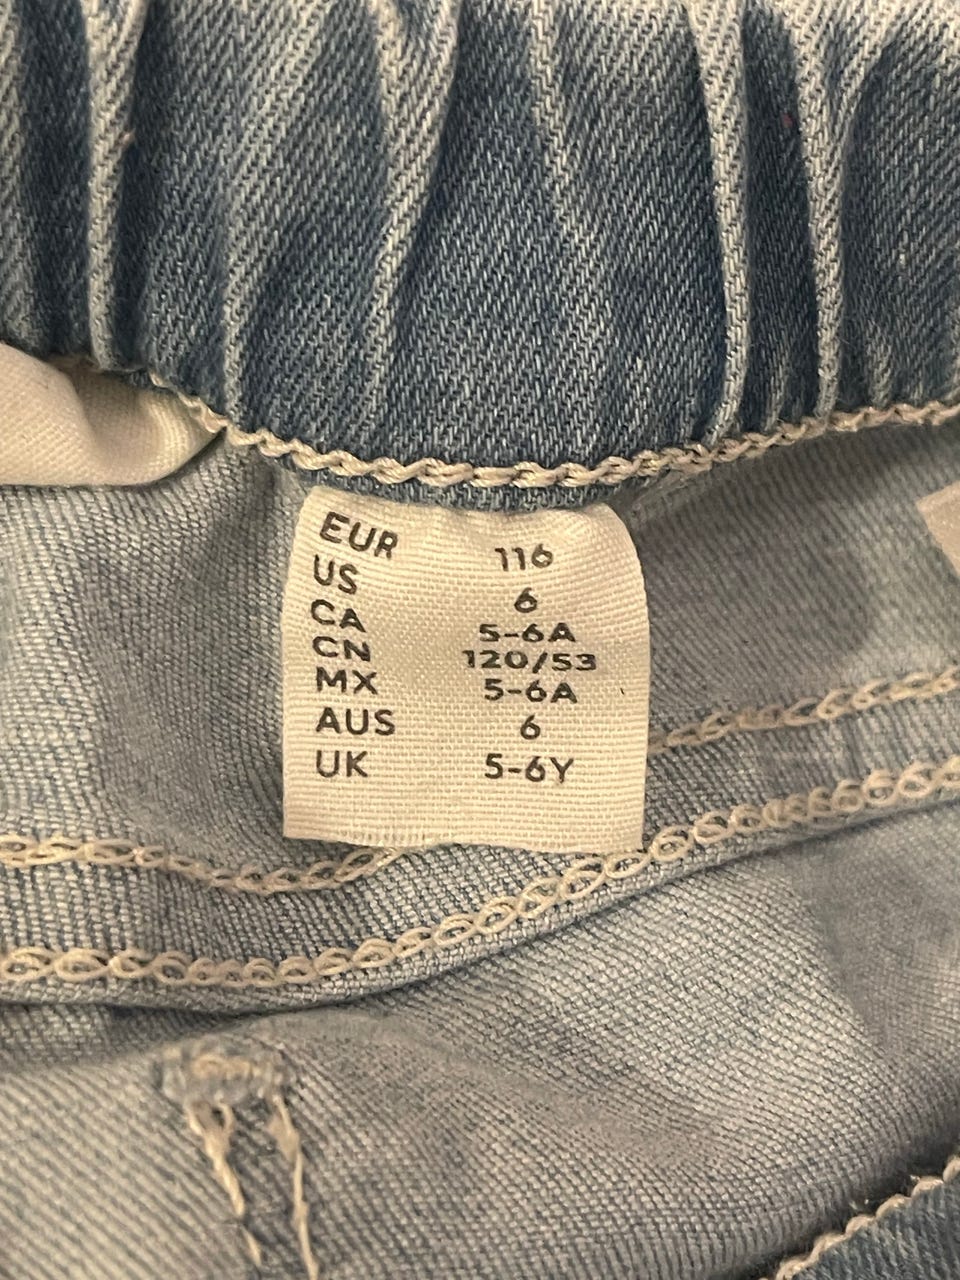 EUR 116
US 6
CA 5-6A
CN 120/53
MX 5-6A
AUS 6
UK 5-6Y